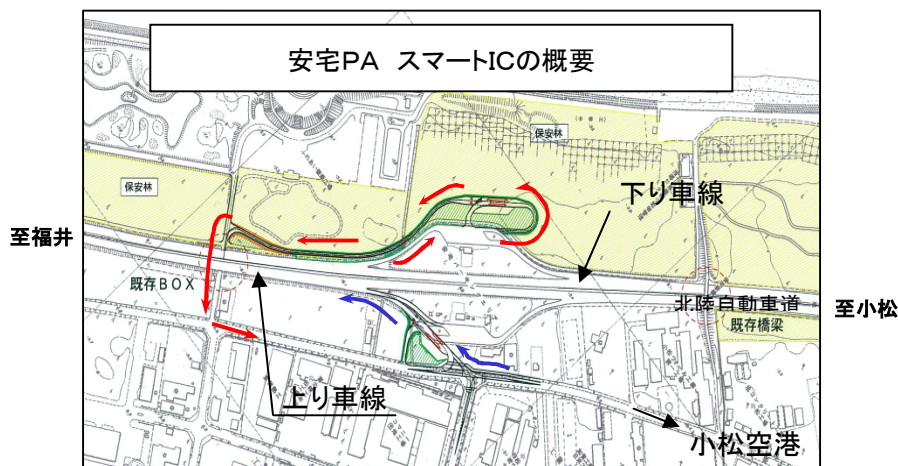 安宅PA スマートICの概要
保安林
保安林
下り車線
至福井
既存BOX
北陸自動車道
至小松
既存橋梁
上り車線
小松空港